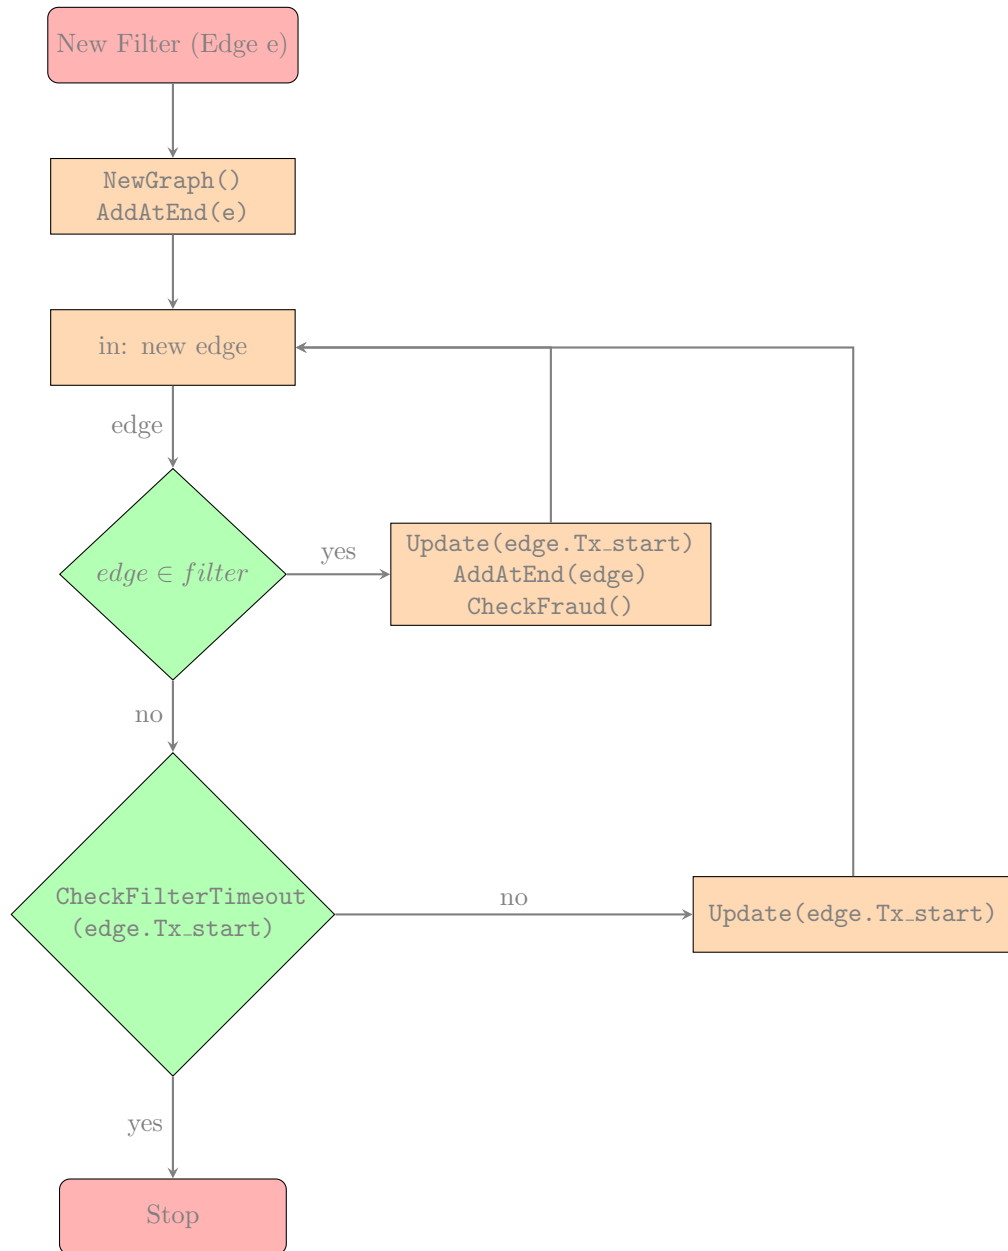 New Filter (Edge e)
NewGraph()
AddAtEnd(e)
in: new edge
edge
edge ∈ filter
yes
Update(edge.Tx_start)
AddAtEnd(edge)
CheckFraud()
no
CheckFilterTimeout
(edge.Tx_start)
no
Update(edge.Tx_start)
yes
Stop